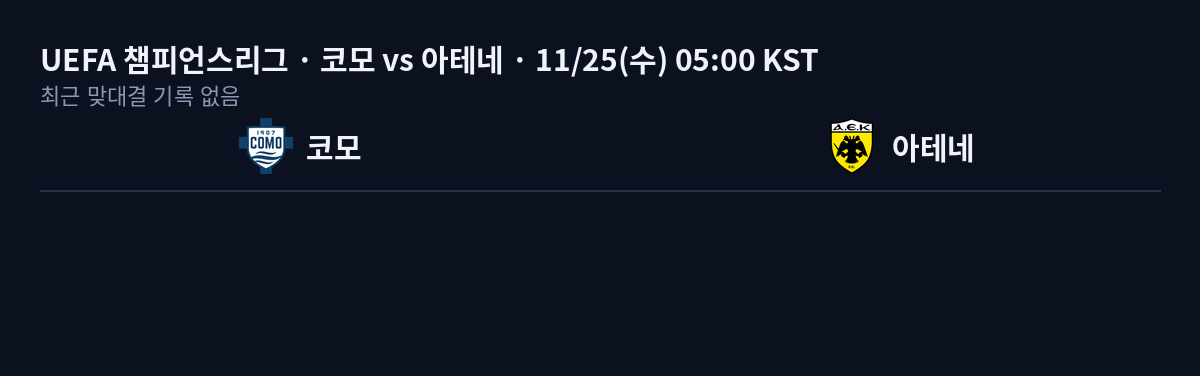 UEFA 챔피언스리그 · 코모 vs 아테네 · 11/25(수) 05:00 KST
최근 맞대결 기록 없음
1907
COMO
코모
A.E.K
아테네